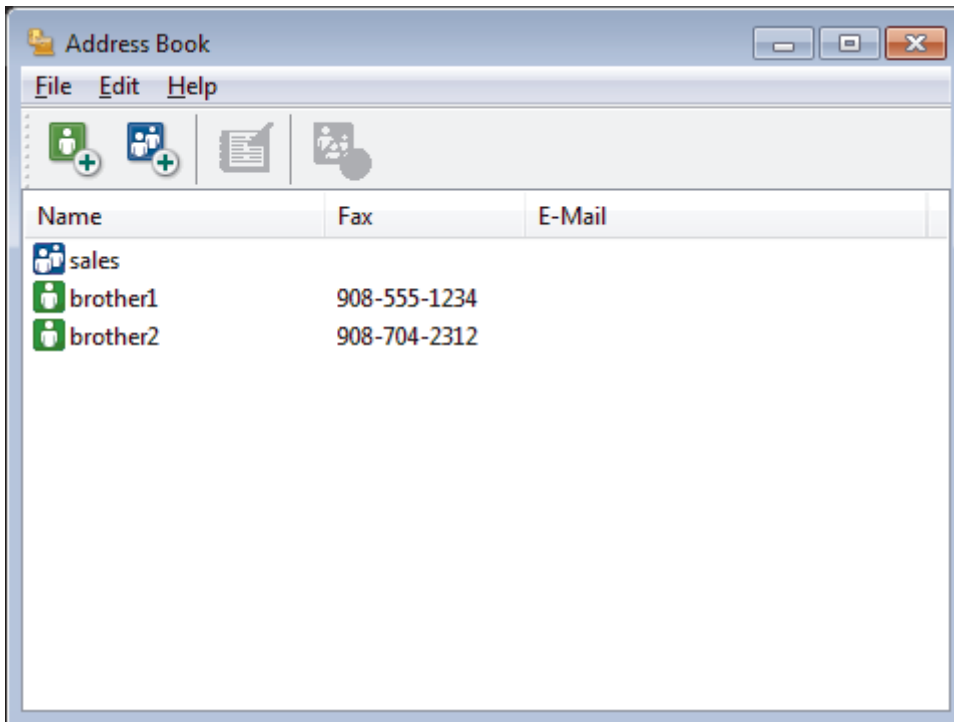 Address Book
File Edit Help
Name Fax E-Mail
sales
brother1 908-555-1234
brother2 908-704-2312